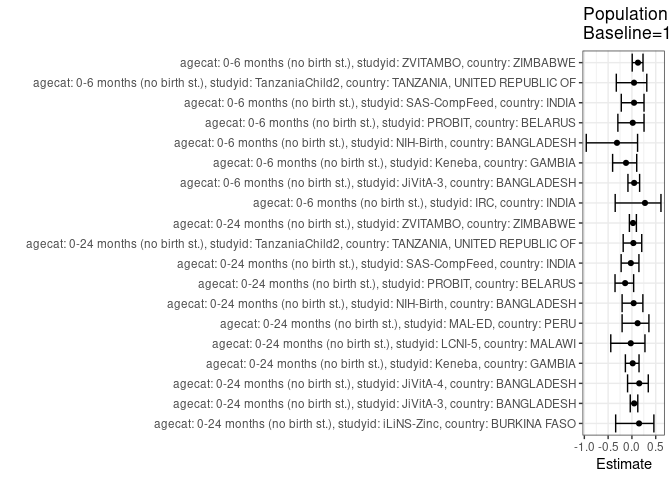 Population
Baseline=1
agecat: 0-6 months (no birth st.), studyid: ZVITAMBO, country: ZIMBABWE
agecat: 0-6 months (no birth st.), studyid: TanzaniaChild2, country: TANZANIA, UNITED REPUBLIC OF
agecat: 0-6 months (no birth st.), studyid: SAS-CompFeed, country: INDIA
agecat: 0-6 months (no birth st.), studyid: PROBIT, country: BELARUS
agecat: 0-6 months (no birth st.), studyid: NIH-Birth, country: BANGLADESH
agecat: 0-6 months (no birth st.), studyid: Keneba, country: GAMBIA
agecat: 0-6 months (no birth st.), studyid: JiVitA-3, country: BANGLADESH
agecat: 0-6 months (no birth st.), studyid: IRC, country: INDIA
agecat: 0-24 months (no birth st.), studyid: ZVITAMBO, country: ZIMBABWE
agecat: 0-24 months (no birth st.), studyid: TanzaniaChild2, country: TANZANIA, UNITED REPUBLIC OF
agecat: 0-24 months (no birth st.), studyid: SAS-CompFeed, country: INDIA
agecat: 0-24 months (no birth st.), studyid: PROBIT, country: BELARUS
agecat: 0-24 months (no birth st.), studyid: NIH-Birth, country: BANGLADESH
agecat: 0-24 months (no birth st.), studyid: MAL-ED, country: PERU
agecat: 0-24 months (no birth st.), studyid: LCNI-5, country: MALAWI
agecat: 0-24 months (no birth st.), studyid: Keneba, country: GAMBIA
agecat: 0-24 months (no birth st.), studyid: JiVitA-4, country: BANGLADESH
agecat: 0-24 months (no birth st.), studyid: JiVitA-3, country: BANGLADESH
agecat: 0-24 months (no birth st.), studyid: iLiNS-Zinc, country: BURKINA FASO
-1.0 -0.5 0.0 0.5
Estimate